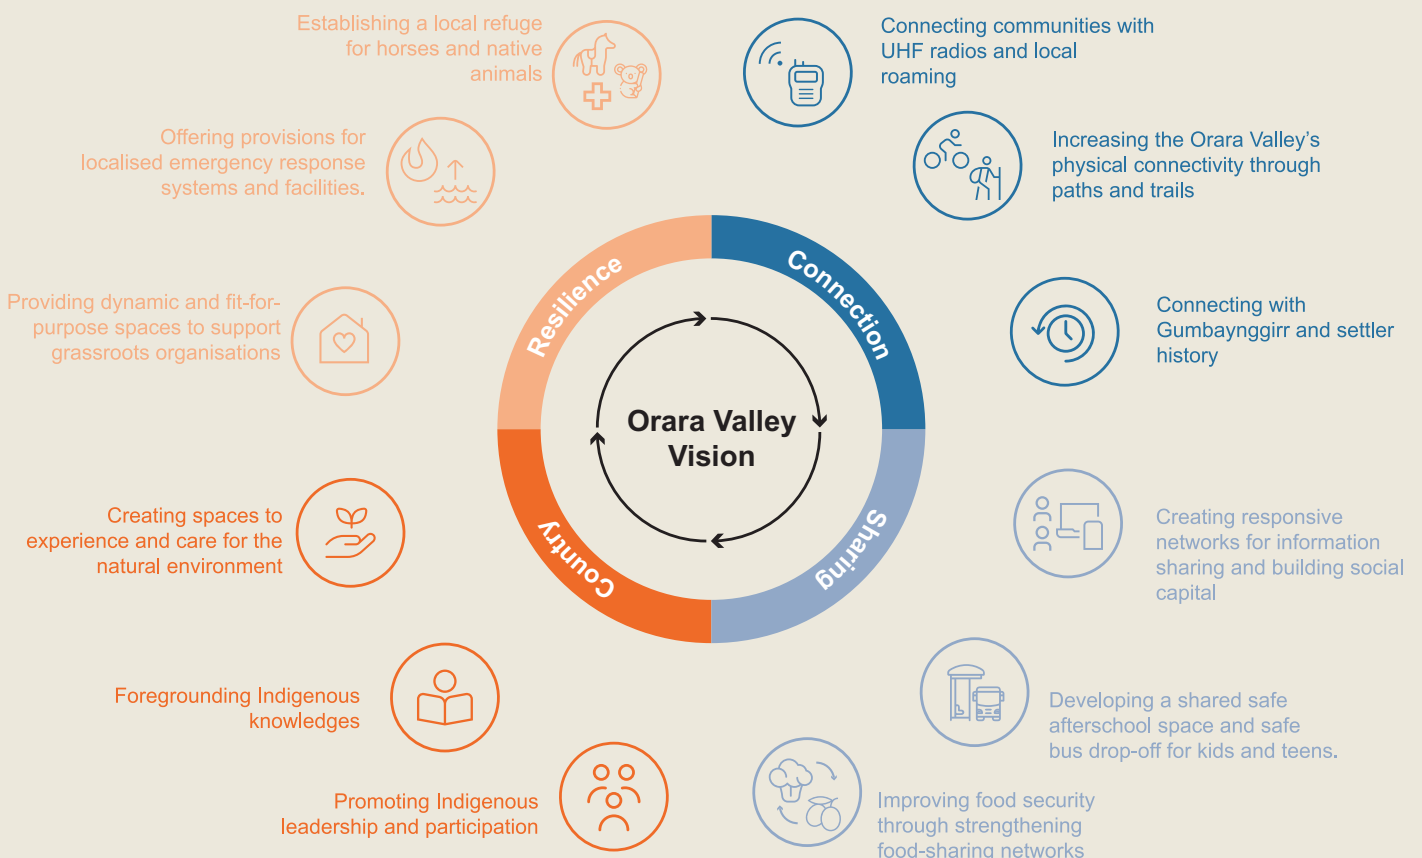 Establishing a local refuge
for horses and native
animals
Connecting communities with
UHF radios and local
roaming
Offering provisions for
localised emergency response
systems and facilities.
Increasing the Orara Valley's
physical connectivity through
paths and trails
Resilience
Connection
Providing dynamic and fit-for-
purpose spaces to support
grassroots organisations
Connecting with
Gumbaynggirr and settler
history
Orara Valley
Vision
Country
Sharing
Creating spaces to
experience and care for the
natural environment
Creating responsive
networks for information
sharing and building social
capital
Foregrounding Indigenous
knowledges
Developing a shared safe
afterschool space and safe
bus drop-off for kids and teens.
Promoting Indigenous
leadership and participation
Improving food security
through strengthening
food-sharing networks